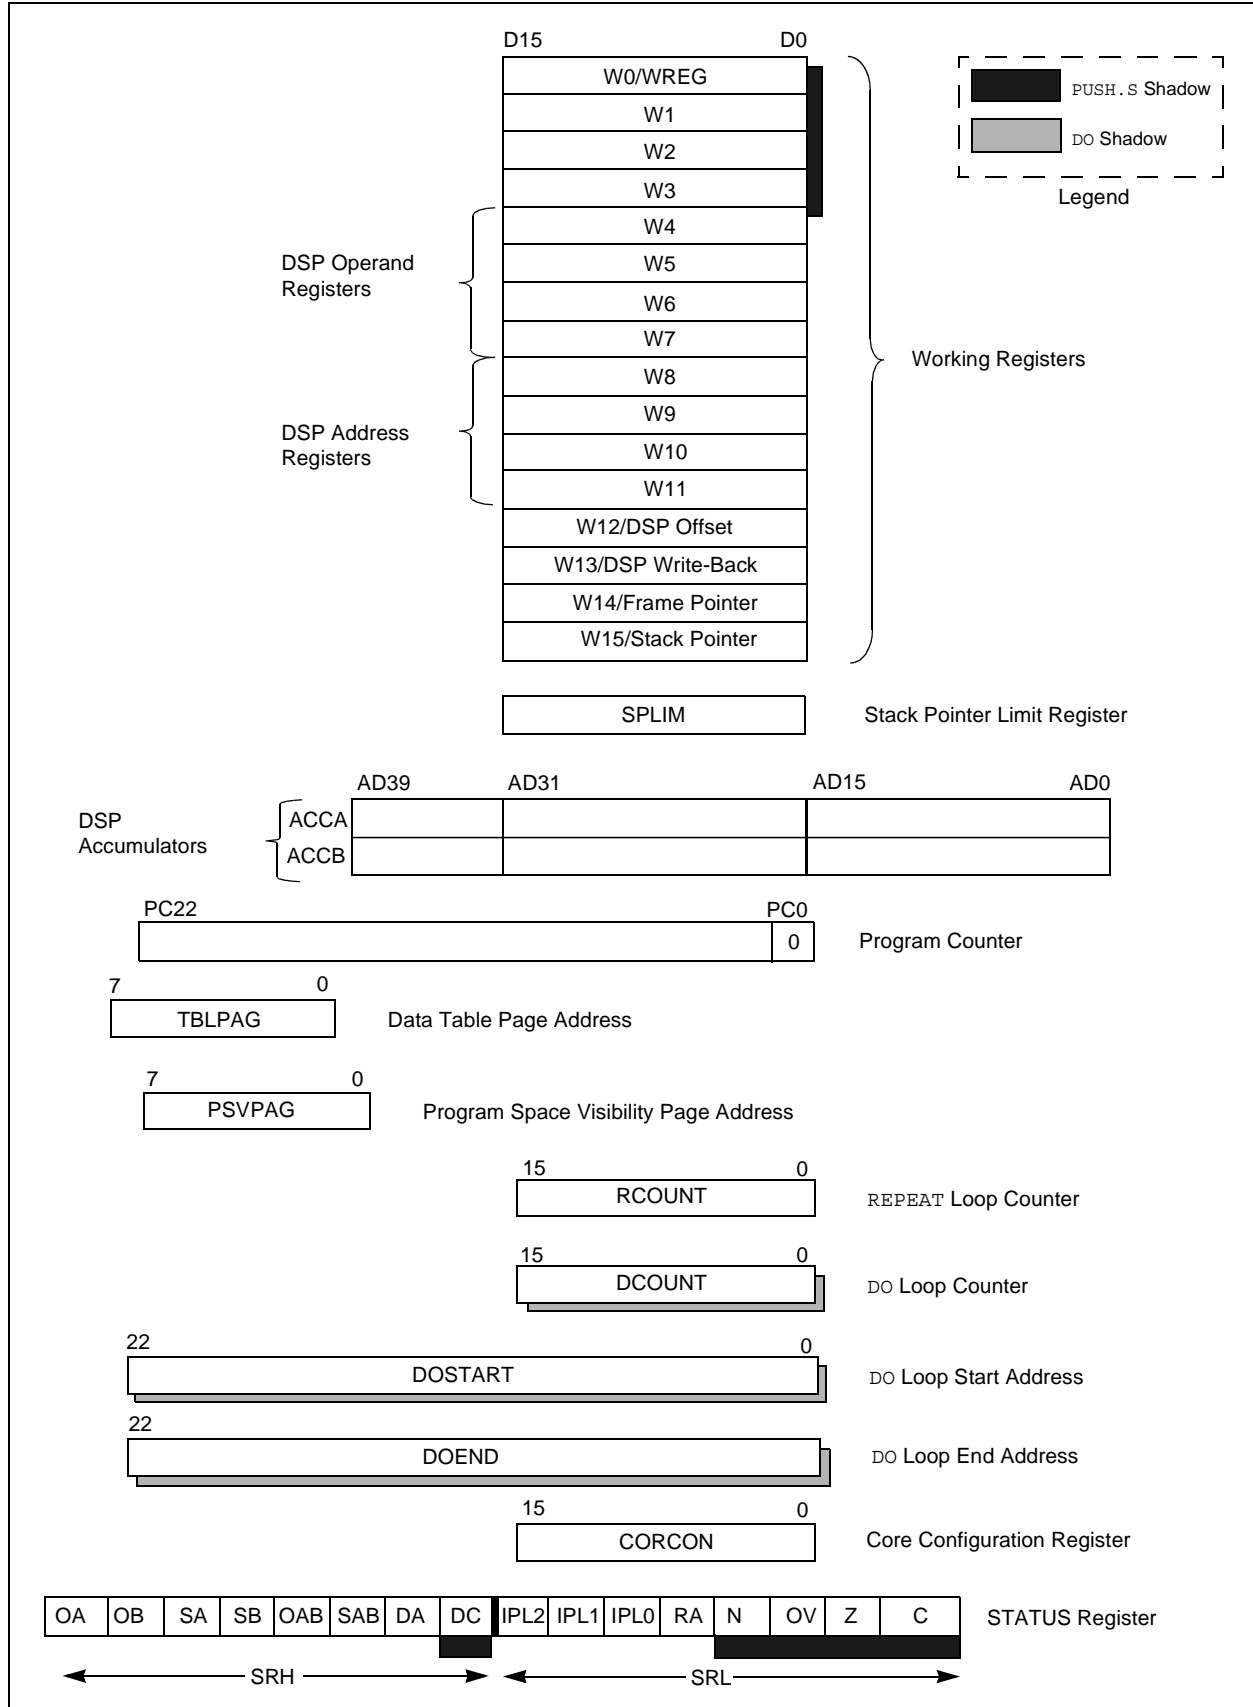 D15 D0
W0/WREG
PUSH.S Shadow
W1
DO Shadow
W2
W3
Legend
W4
DSP Operand
Registers
W5
W6
W7
Working Registers
W8
W9
DSP Address
Registers
W10
W11
W12/DSP Offset
W13/DSP Write-Back
W14/Frame Pointer
W15/Stack Pointer
SPLIM Stack Pointer Limit Register
AD39 AD31 AD15 AD0
DSP
Accumulators
ACCA
ACCB
PC22 PC0
0 Program Counter
7 0
TBLPAG Data Table Page Address
7 0
PSVPAG Program Space Visibility Page Address
15 0
RCOUNT REPEAT Loop Counter
15 0
DCOUNT DO Loop Counter
22 0
DOSTART DO Loop Start Address
22
DOEND DO Loop End Address
15 0
CORCON Core Configuration Register
OA OB SA SB OAB SAB DA DC IPL2 IPL1 IPL0 RA N OV Z C STATUS Register
SRH SRL